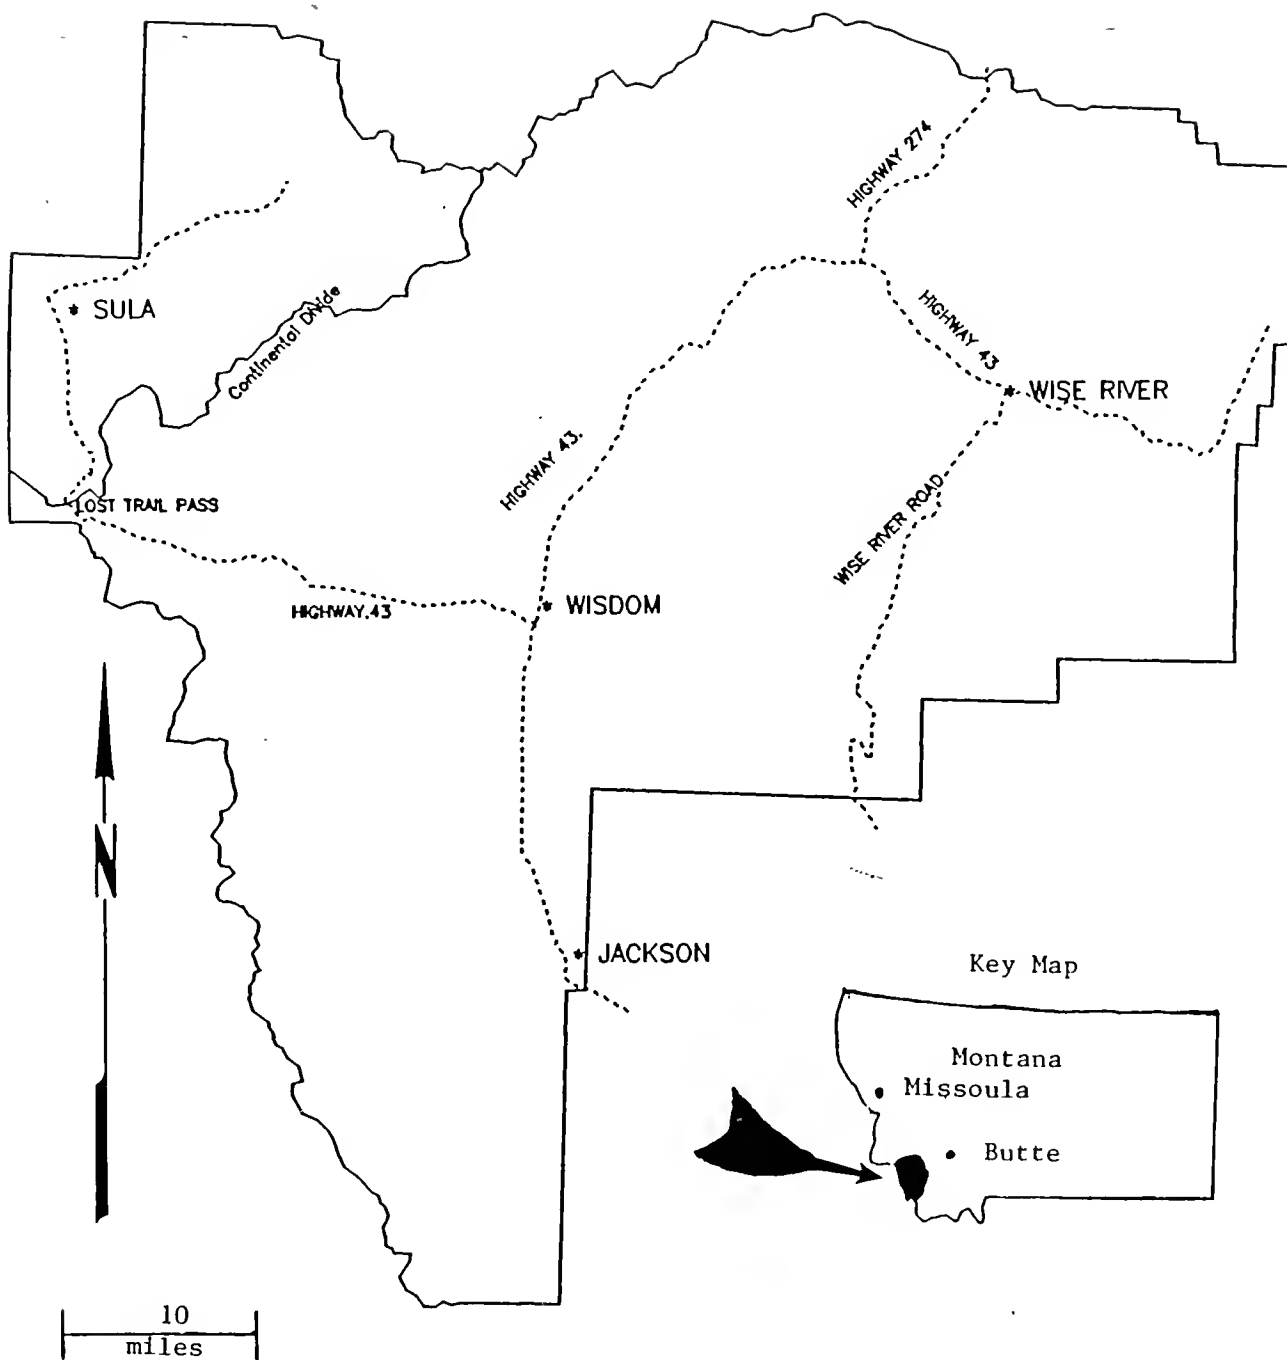 HIGHWAY 274
SULA
Continental Divide
HIGHWAY 43
WISE RIVER
HIGHWAY 43.
WISE RIVER ROAD
LOST TRAIL PASS
HIGHWAY.43
WISDOM
N
JACKSON
Key Map
Montana
Missoula
Butte
10
miles